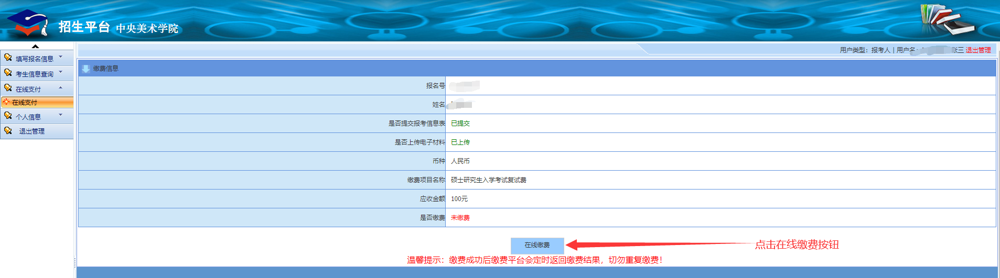 招生平台 中央美术学院
用户类型：报考人 | 用户名： 张三 退出管理
填写报名信息
考生信息查询
在线支付
在线支付
个人信息
退出管理
缴费信息
报名号
姓名
是否提交报考信息表 已提交
是否上传电子材料 已上传
币种 人民币
缴费项目名称 硕士研究生入学考试复试费
应收金额 100元
是否缴费 未缴费
在线缴费 点击在线缴费按钮
温馨提示：缴费成功后缴费平台会定时返回缴费结果，切勿重复缴费！